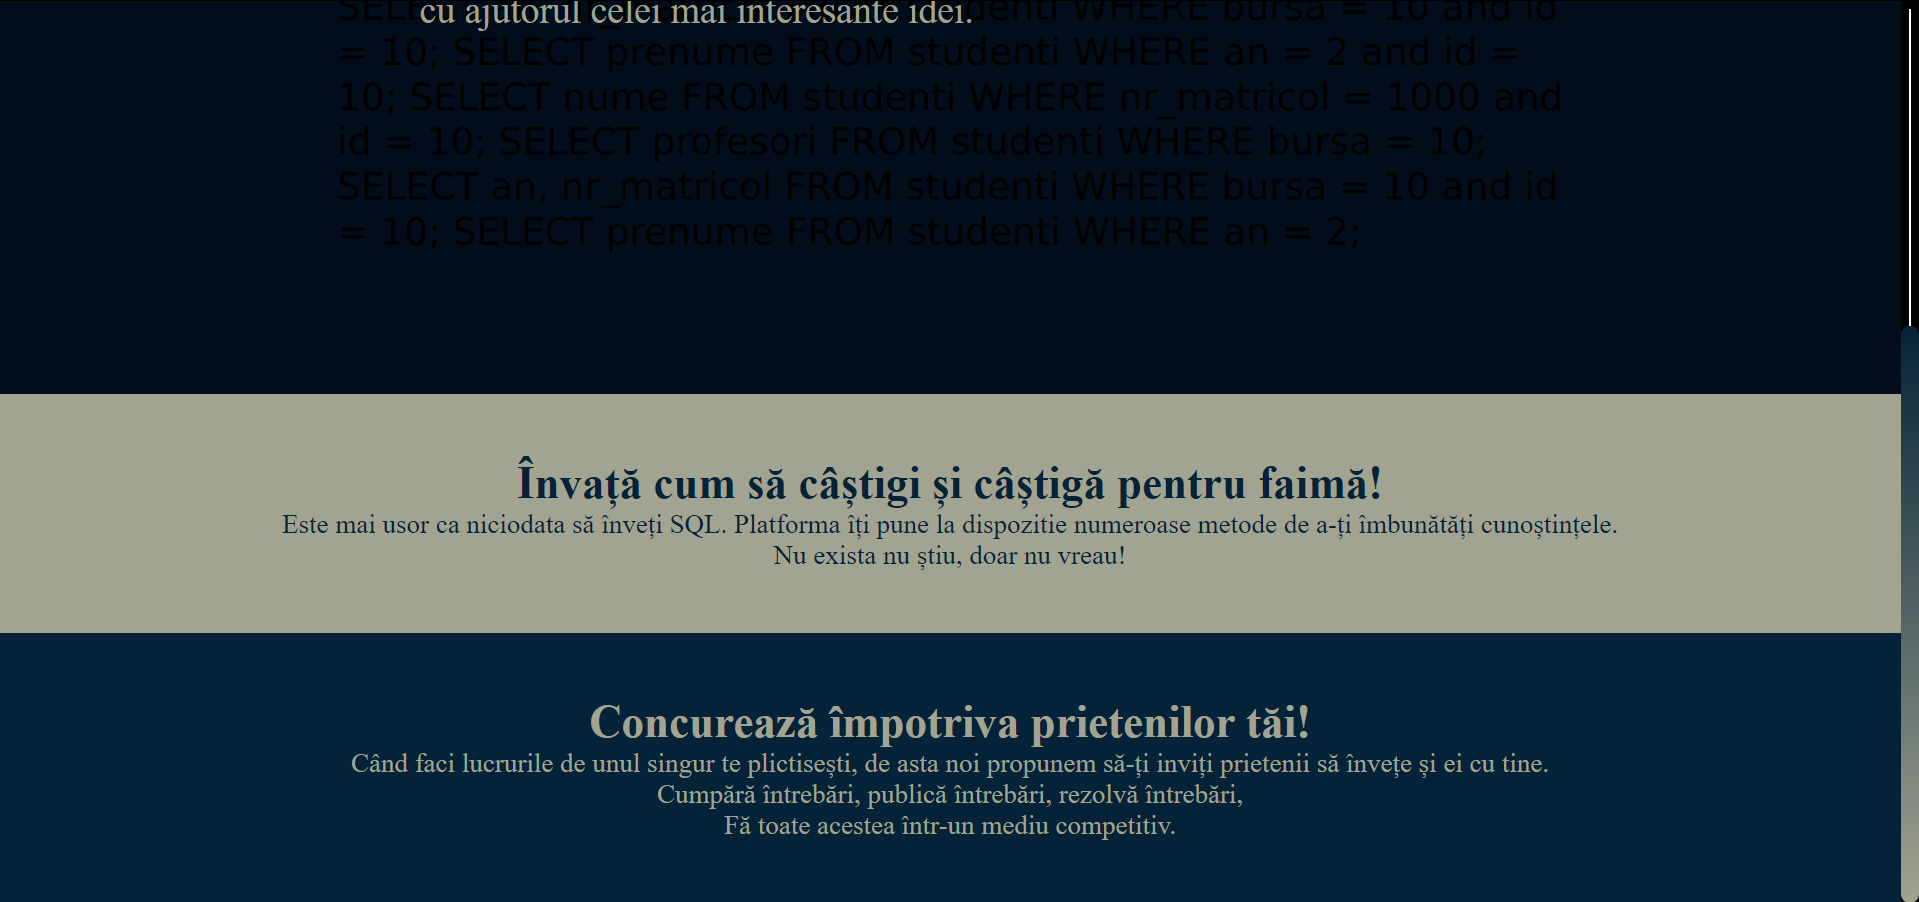 cu ajutorul celei mai interesante idei.
denti WHERE bursa = 10 and id
= 10; SELECT prenume FROM studenti WHERE an = 2 and id =
10; SELECT nume FROM studenti WHERE nr_matricol = 1000 and
id = 10; SELECT profesori FROM studenti WHERE bursa = 10;
SELECT an, nr_matricol FROM studenti WHERE bursa = 10 and id
= 10; SELECT prenume FROM studenti WHERE an = 2;
Învață cum să câștigi și câștigă pentru faimă!
Este mai usor ca niciodata să înveți SQL. Platforma îți pune la dispozitie numeroase metode de a-ți îmbunătăți cunoștințele.
Nu exista nu știu, doar nu vreau!
Concurează împotriva prietenilor tăi!
Când faci lucrurile de unul singur te plictisești, de asta noi propunem să-ți inviți prietenii să învețe și ei cu tine.
Cumpără întrebări, publică întrebări, rezolvă întrebări,
Fă toate acestea într-un mediu competitiv.